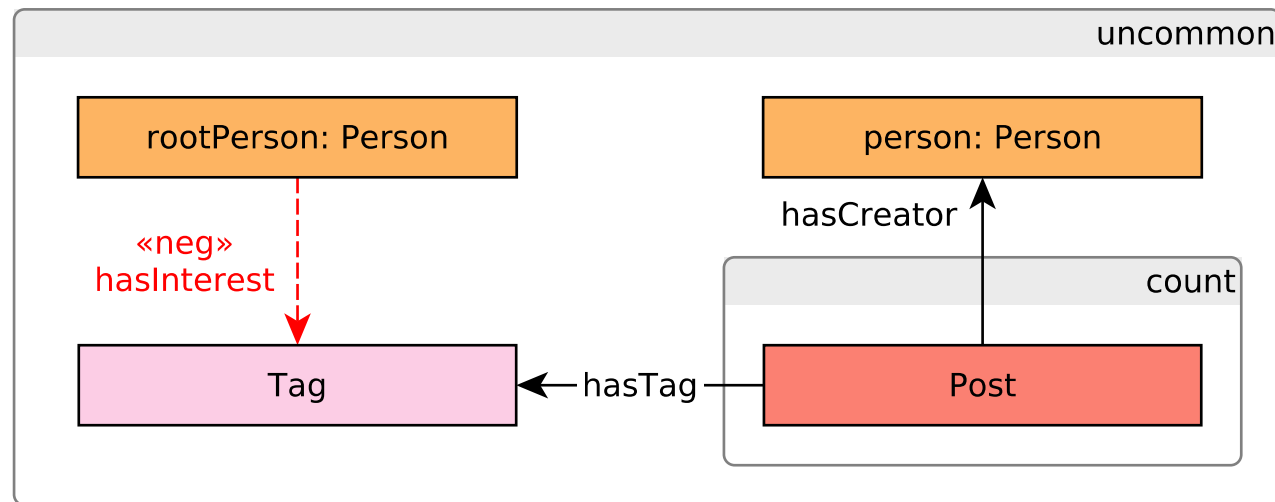 uncommon
rootPerson: Person
person: Person
hasCreator
«neg»
hasInterest
count
Tag
hasTag
Post